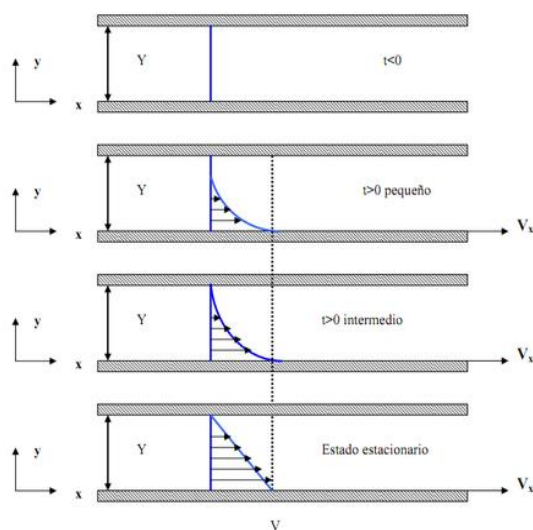 y
Y
t<0
x
y
Y
t>0 pequeño
x
Vx
y
Y
t>0 intermedio
x
Vx
y
Y
Estado estacionario
x
Vx
V